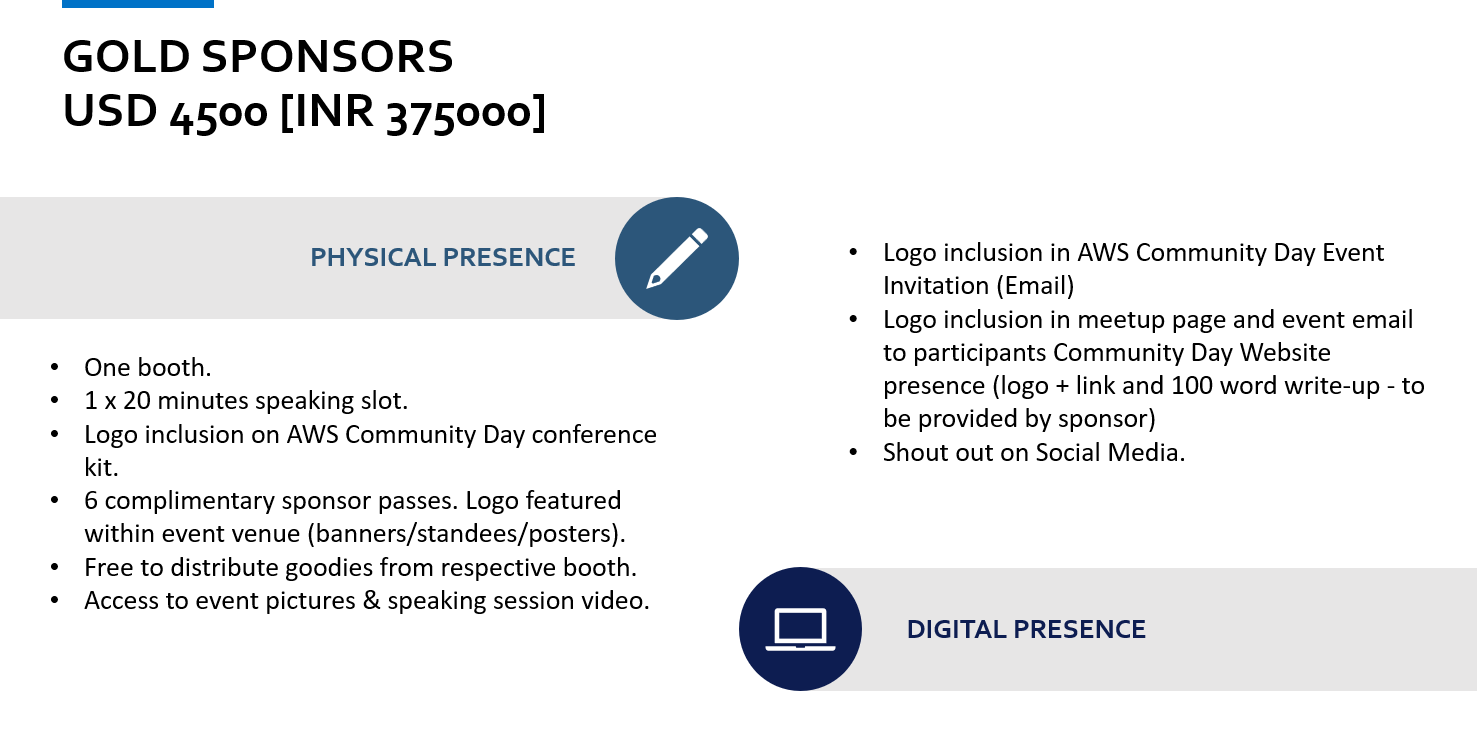 GOLD SPONSORS
USD 4500 [INR 375000]
PHYSICAL PRESENCE
• One booth.
• 1 x 20 minutes speaking slot.
• Logo inclusion on AWS Community Day conference
kit.
• 6 complimentary sponsor passes. Logo featured
within event venue (banners/standees/posters).
• Free to distribute goodies from respective booth.
• Access to event pictures & speaking session video.
• Logo inclusion in AWS Community Day Event
Invitation (Email)
• Logo inclusion in meetup page and event email
to participants Community Day Website
presence (logo + link and 100 word write-up - to
be provided by sponsor)
• Shout out on Social Media.
DIGITAL PRESENCE